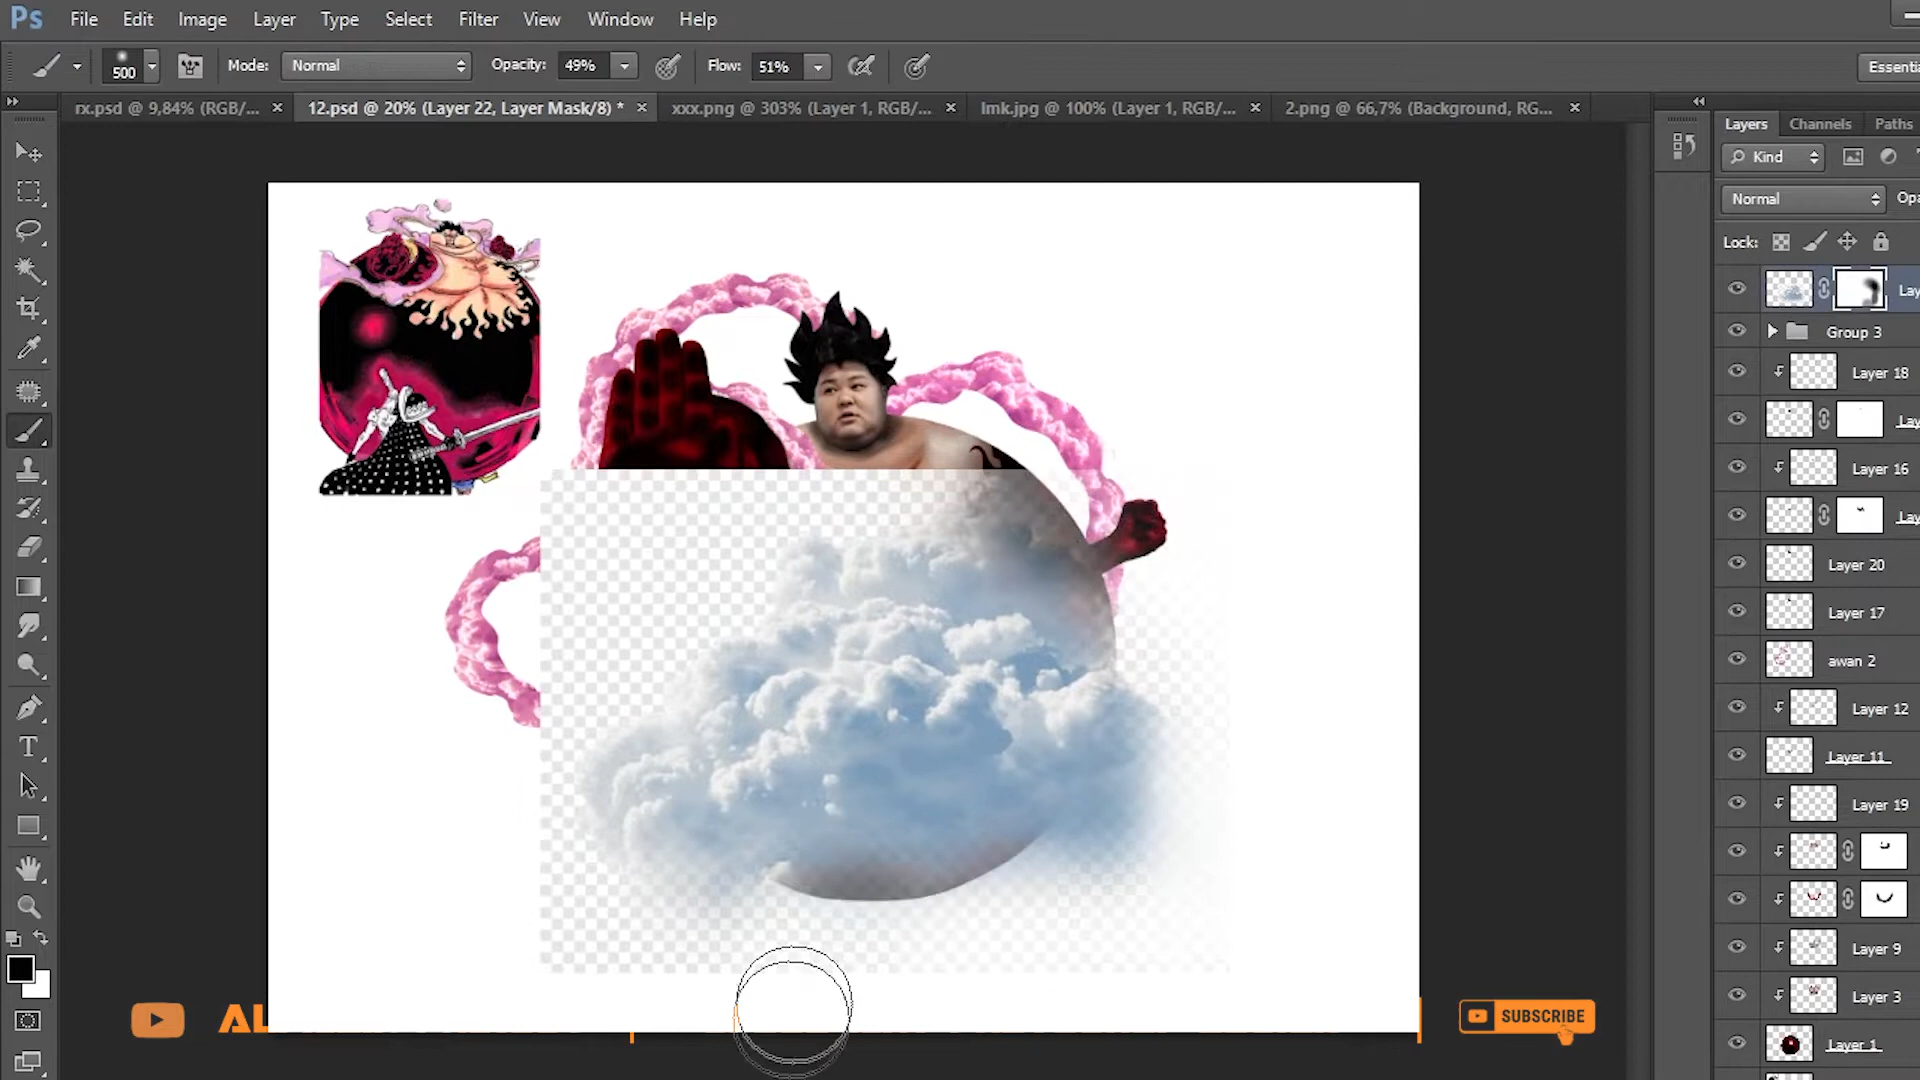 Ps File Edit Image Layer Type Select Filter View Window Help
500 Mode: Normal Opacity: 49% Flow: 51% Essenti
rx.psd @ 9,84% (RGB/... × 12.psd @ 20% (Layer 22, Layer Mask/8) * × xxx.png @ 303% (Layer 1, RGB/... × lmk.jpg @ 100% (Layer 1, RGB/... × 2.png @ 66,7% (Background, RG... ×
Layers Channels Paths
Kind
Normal Opa
Lock:
Lay
Group 3
Layer 18
Lay
Layer 16
Lay
Layer 20
Layer 17
awan 2
Layer 12
Layer 11
Layer 19
Layer 9
Layer 3
Layer 1
AL
SUBSCRIBE